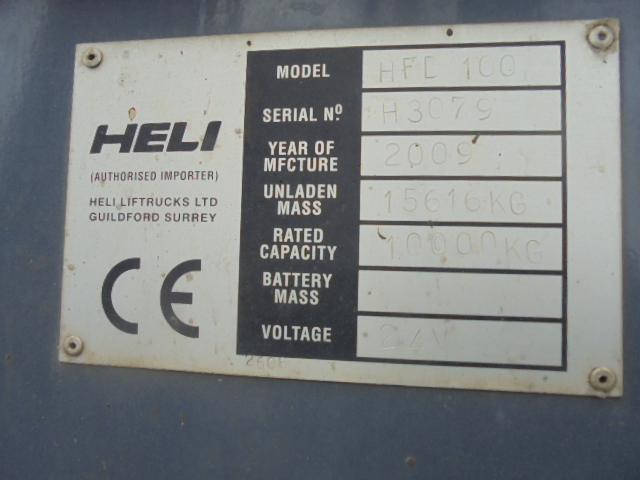 HELI
(AUTHORISED IMPORTER)
HELI LIFTRUCKS LTD
GUILDFORD SURREY
CE
MODEL HFD 100
SERIAL Nº H3079
YEAR OF MFCTURE 2009
UNLADEN MASS 15616KG
RATED CAPACITY 10000KG
BATTERY MASS
VOLTAGE 24V